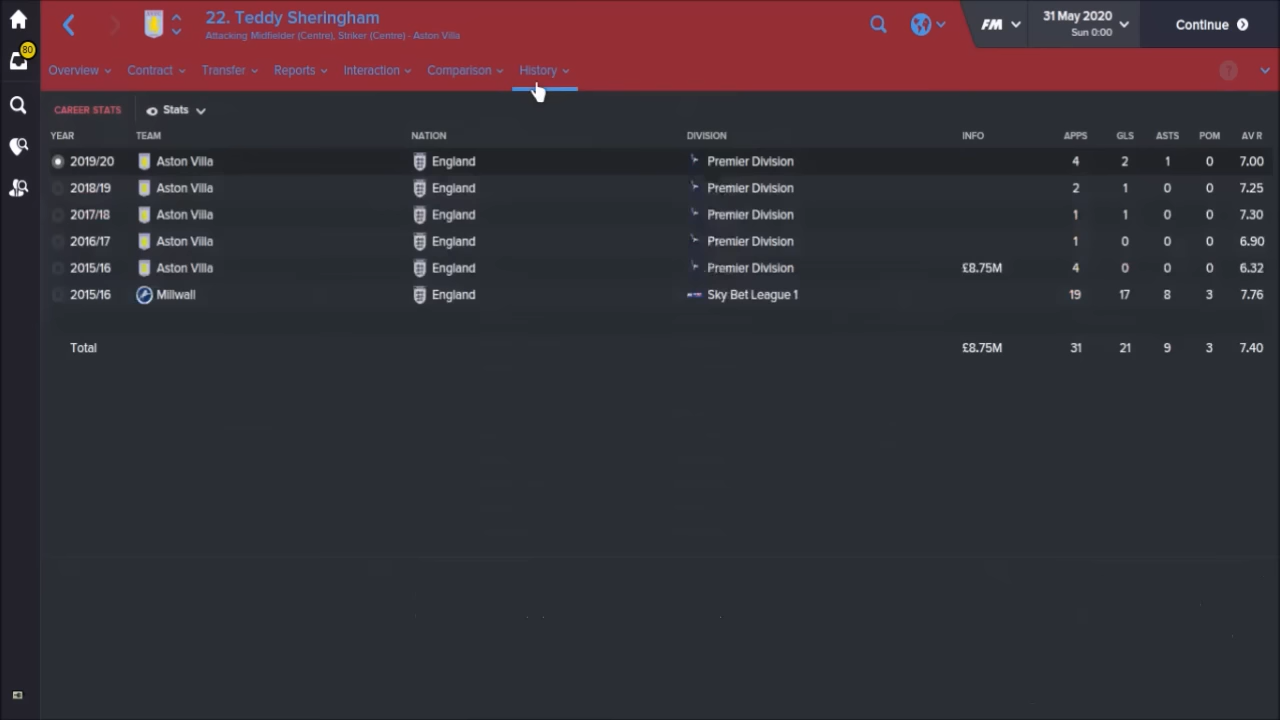 22. Teddy Sheringham
Attacking Midfielder (Centre), Striker (Centre) - Aston Villa
80
FM
31 May 2020
Sun 0:00
Continue
Overview Contract Transfer Reports Interaction Comparison History ?
CAREER STATS Stats
YEAR TEAM NATION DIVISION INFO APPS GLS ASTS POM AV R
2019/20 Aston Villa England Premier Division 4 2 1 0 7.00
2018/19 Aston Villa England Premier Division 2 1 0 0 7.25
2017/18 Aston Villa England Premier Division 1 1 0 0 7.30
2016/17 Aston Villa England Premier Division 1 0 0 0 6.90
2015/16 Aston Villa England Premier Division £8.75M 4 0 0 0 6.32
2015/16 Millwall England Sky Bet League 1 19 17 8 3 7.76
Total £8.75M 31 21 9 3 7.40